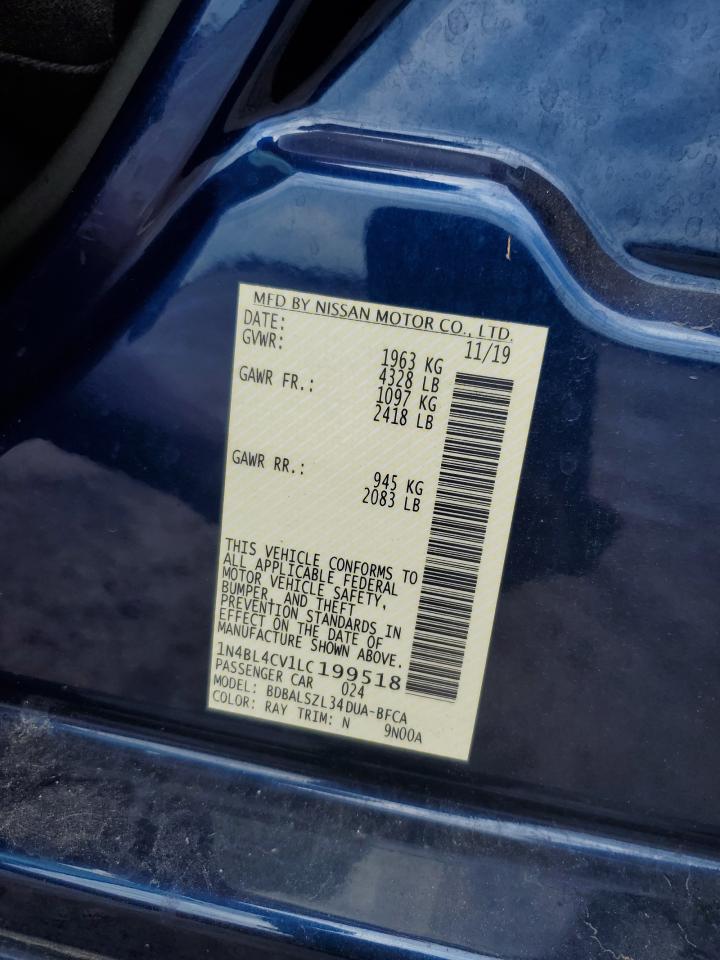 MFD BY NISSAN MOTOR CO., LTD.
DATE: 11/19
GVWR: 1963 KG
4328 LB
GAWR FR.: 1097 KG
2418 LB
GAWR RR.: 945 KG
2083 LB
THIS VEHICLE CONFORMS TO
ALL APPLICABLE FEDERAL
MOTOR VEHICLE SAFETY,
BUMPER, AND THEFT
PREVENTION STANDARDS IN
EFFECT ON THE DATE OF
MANUFACTURE SHOWN ABOVE.
1N4BL4CV1LC199518
PASSENGER CAR 024
MODEL: BDBALSZL34DUA-BFCA
COLOR: RAY TRIM: N 9N00A